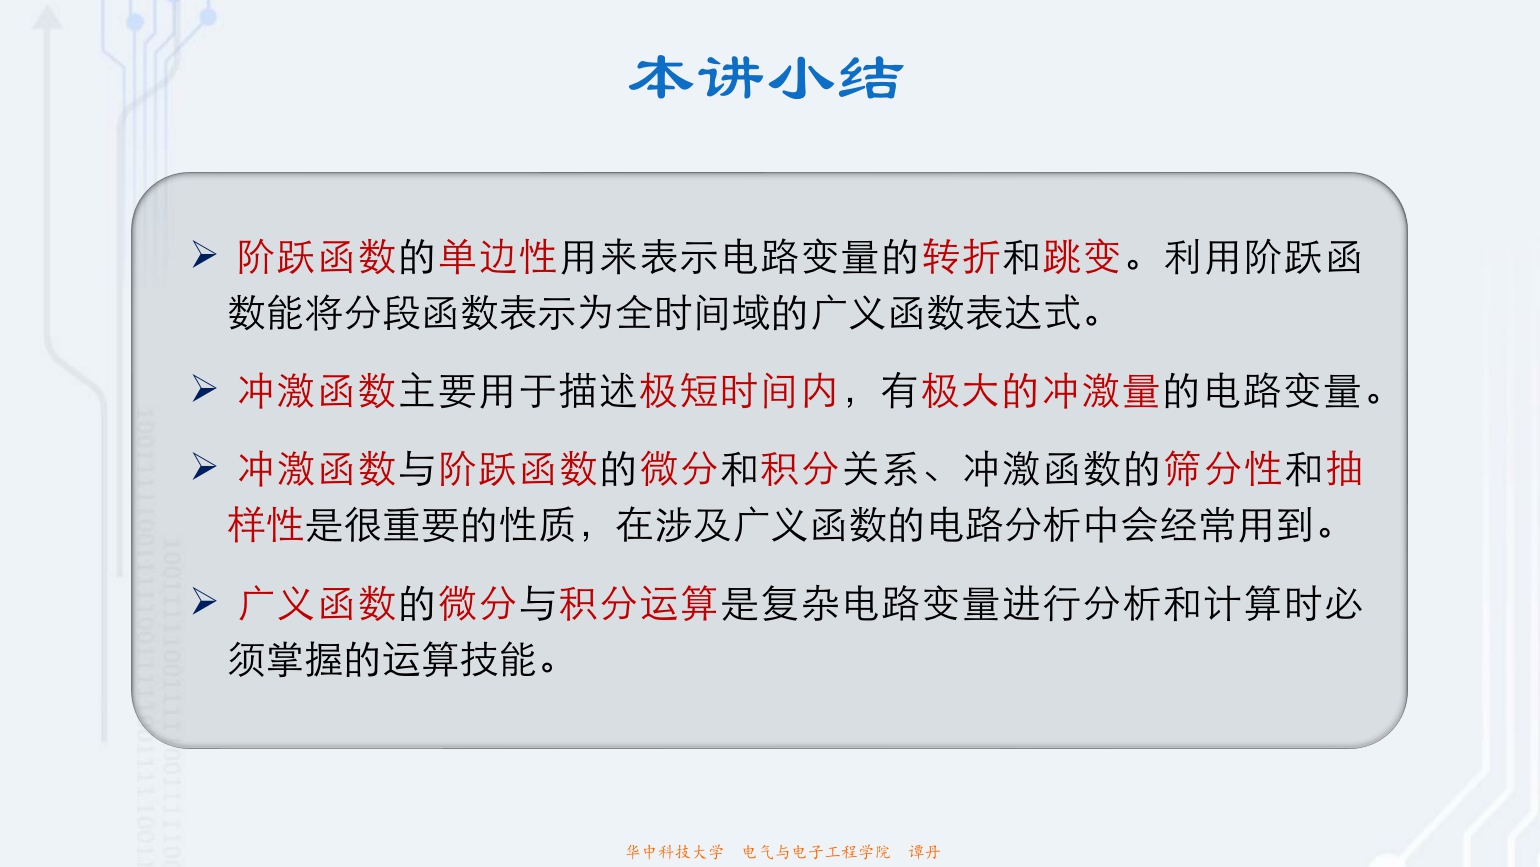 本讲小结
阶跃函数的单边性用来表示电路变量的转折和跳变。利用阶跃函
数能将分段函数表示为全时间域的广义函数表达式。
冲激函数主要用于描述极短时间内，有极大的冲激量的电路变量。
冲激函数与阶跃函数的微分和积分关系、冲激函数的筛分性和抽
样性是很重要的性质，在涉及广义函数的电路分析中会经常用到。
广义函数的微分与积分运算是复杂电路变量进行分析和计算时必
须掌握的运算技能。
华中科技大学 电气与电子工程学院 谭丹